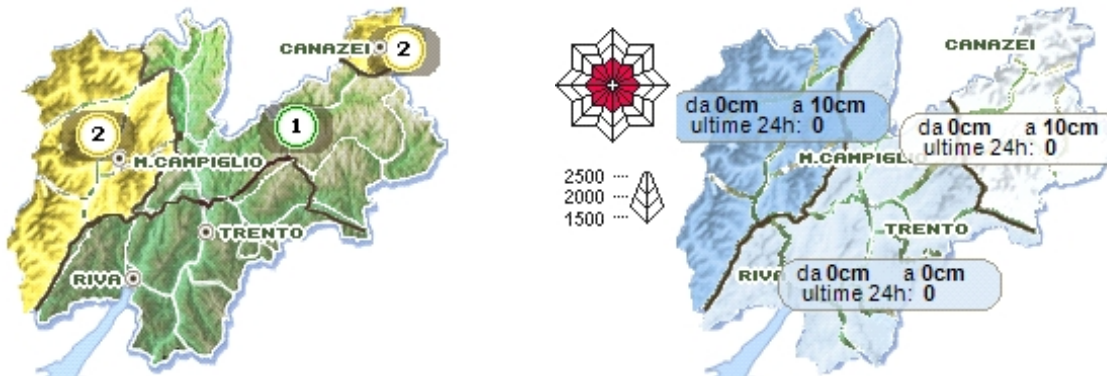 CANAZEI
2
2
1
M.CAMPIGLIO
TRENTO
RIVA
2500
2000
1500
CANAZEI
da 0cm a 10cm
ultime 24h: 0
da 0cm a 10cm
ultime 24h: 0
M.CAMPIGLIO
TRENTO
RIVA
da 0cm a 0cm
ultime 24h: 0